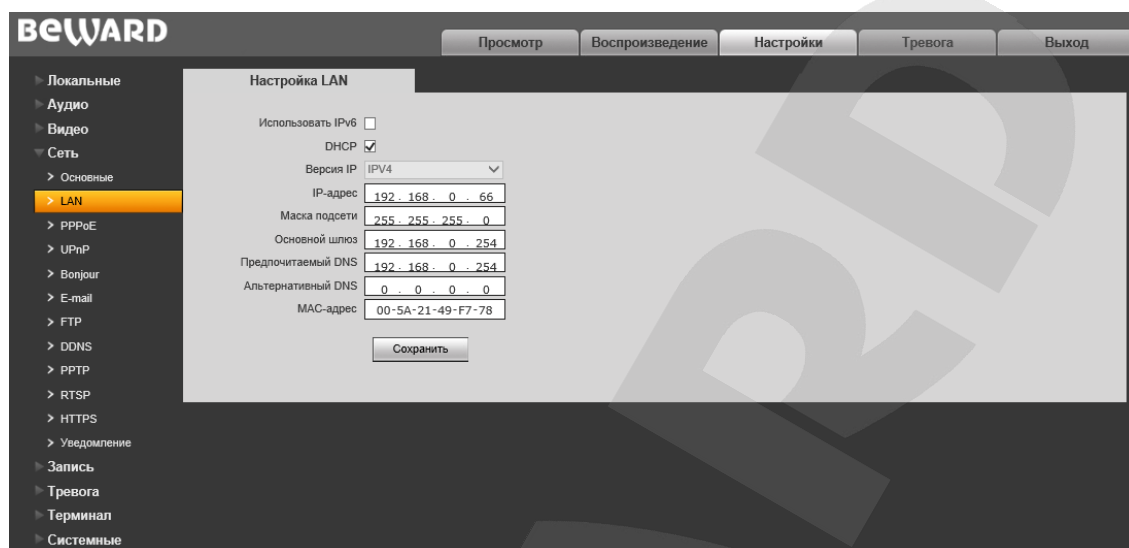 BEWARD
Просмотр Воспроизведение Настройки Тревога Выход
Локальные
Аудио
Видео
Сеть
Основные
LAN
PPPoE
UPnP
Bonjour
E-mail
FTP
DDNS
PPTP
RTSP
HTTPS
Уведомление
Запись
Тревога
Терминал
Системные
Настройка LAN
Использовать IPv6
DHCP
Версия IP IPV4
IP-адрес 192 . 168 . 0 . 66
Маска подсети 255 . 255 . 255 . 0
Основной шлюз 192 . 168 . 0 . 254
Предпочитаемый DNS 192 . 168 . 0 . 254
Альтернативный DNS 0 . 0 . 0 . 0
MAC-адрес 00-5A-21-49-F7-78
Сохранить